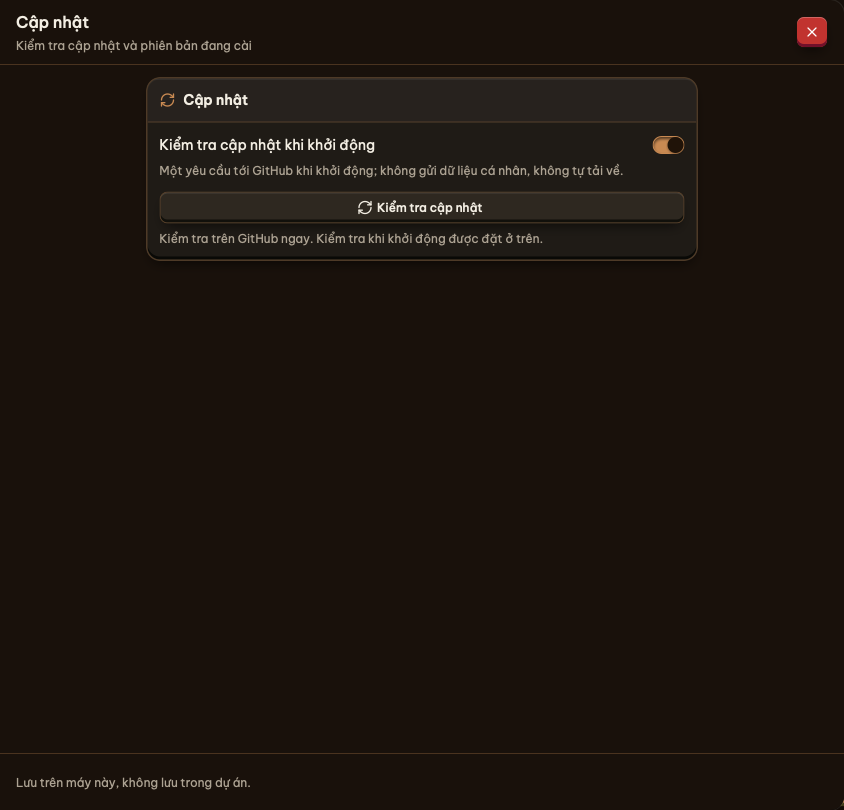 Cập nhật
Kiểm tra cập nhật và phiên bản đang cài
Cập nhật
Kiểm tra cập nhật khi khởi động
Một yêu cầu tới GitHub khi khởi động; không gửi dữ liệu cá nhân, không tự tải về.
Kiểm tra cập nhật
Kiểm tra trên GitHub ngay. Kiểm tra khi khởi động được đặt ở trên.
Lưu trên máy này, không lưu trong dự án.